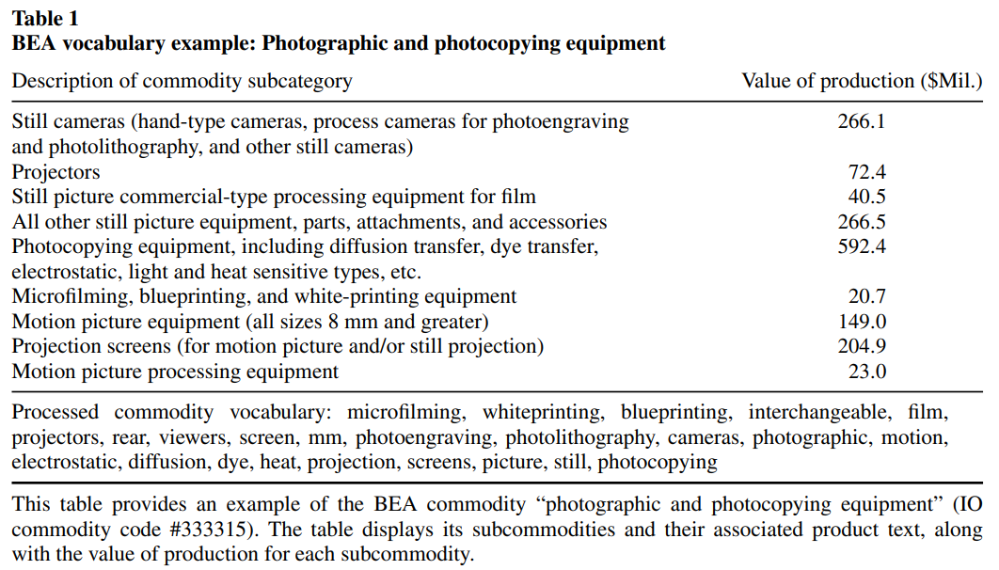 Table 1
BEA vocabulary example: Photographic and photocopying equipment
Description of commodity subcategory Value of production ($Mil.)
Still cameras (hand-type cameras, process cameras for photoengraving 266.1
and photolithography, and other still cameras)
Projectors 72.4
Still picture commercial-type processing equipment for film 40.5
All other still picture equipment, parts, attachments, and accessories 266.5
Photocopying equipment, including diffusion transfer, dye transfer, 592.4
electrostatic, light and heat sensitive types, etc.
Microfilming, blueprinting, and white-printing equipment 20.7
Motion picture equipment (all sizes 8 mm and greater) 149.0
Projection screens (for motion picture and/or still projection) 204.9
Motion picture processing equipment 23.0
Processed commodity vocabulary: microfilming, whiteprinting, blueprinting, interchangeable, film,
projectors, rear, viewers, screen, mm, photoengraving, photolithography, cameras, photographic, motion,
electrostatic, diffusion, dye, heat, projection, screens, picture, still, photocopying
This table provides an example of the BEA commodity “photographic and photocopying equipment” (IO
commodity code #333315). The table displays its subcommodities and their associated product text, along
with the value of production for each subcommodity.